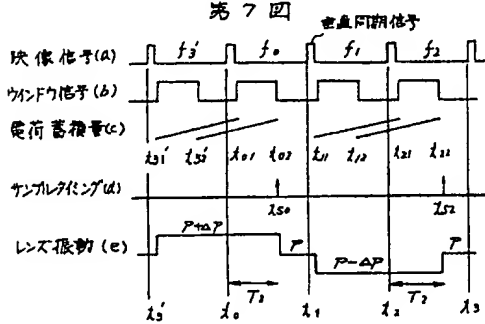 第7図
垂直同期信号
映像信号(a) f3' f0 f1 f2
ウインドウ信号(b)
電荷蓄積量(c)
t31' t32' t01 t02 t11 t12 t21 t22
サンプルタイミング(d)
tS0 tS2
レンズ振動(e) P+ΔP P P-ΔP P
T2 T2
t3' t0 t1 t2 t3